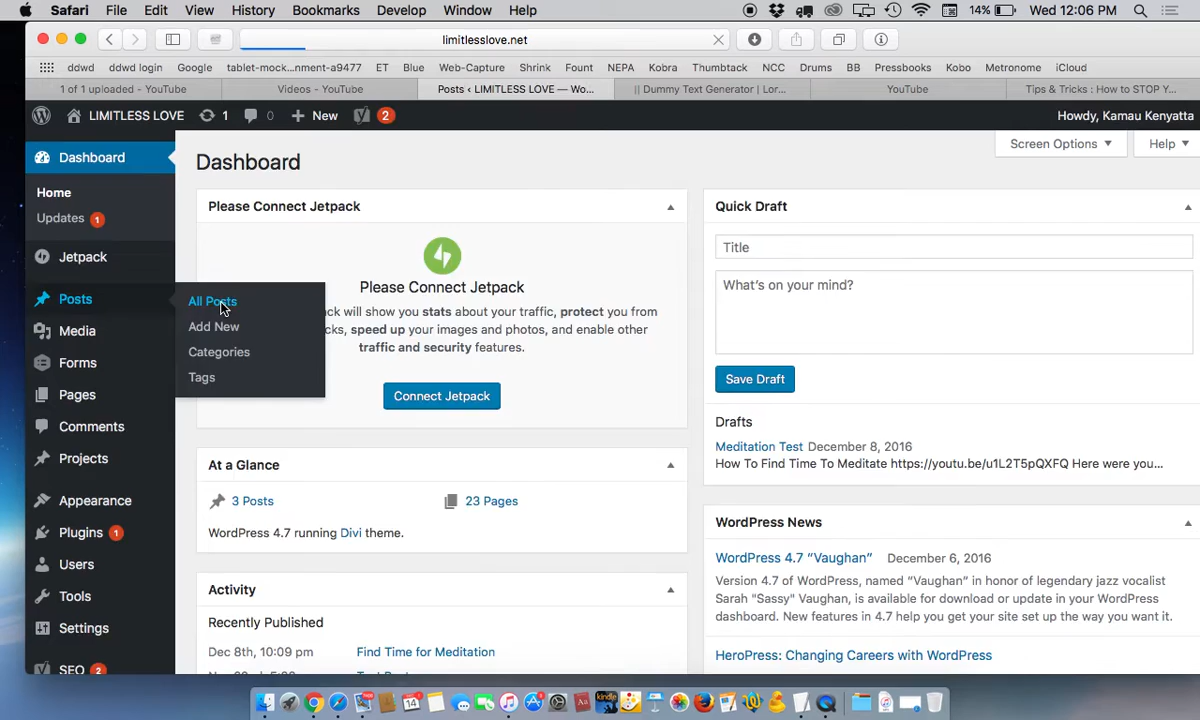 Safari File Edit View History Bookmarks Develop Window Help 14% Wed 12:06 PM
limitlesslove.net
ddwd ddwd login Google tablet-mock...nment-a9477 ET Blue Web-Capture Shrink Fount NEPA Kobra Thumbtack NCC Drums BB Pressbooks Kobo Metronome iCloud
1 of 1 uploaded - YouTube Videos - YouTube Posts ‹ LIMITLESS LOVE — Wo... || Dummy Text Generator | Lor... YouTube Tips & Tricks : How to STOP Y...
LIMITLESS LOVE 1 0 + New 2 Howdy, Kamau Kenyatta
Dashboard
Home
Updates 1
Jetpack
Posts
Media
Forms
Pages
Comments
Projects
Appearance
Plugins 1
Users
Tools
Settings
SEO 2
All Posts
Add New
Categories
Tags
Dashboard
Screen Options Help
Please Connect Jetpack
Please Connect Jetpack
ck will show you stats about your traffic, protect you from
cks, speed up your images and photos, and enable other
traffic and security features.
Connect Jetpack
At a Glance
3 Posts 23 Pages
WordPress 4.7 running Divi theme.
Activity
Recently Published
Dec 8th, 10:09 pm Find Time for Meditation
Quick Draft
Title
What's on your mind?
Save Draft
Drafts
Meditation Test December 8, 2016
How To Find Time To Meditate https://youtu.be/u1L2T5pQXFQ Here were you...
WordPress News
WordPress 4.7 “Vaughan” December 6, 2016
Version 4.7 of WordPress, named “Vaughan” in honor of legendary jazz vocalist
Sarah "Sassy" Vaughan, is available for download or update in your WordPress
dashboard. New features in 4.7 help you get your site set up the way you want it.
HeroPress: Changing Careers with WordPress